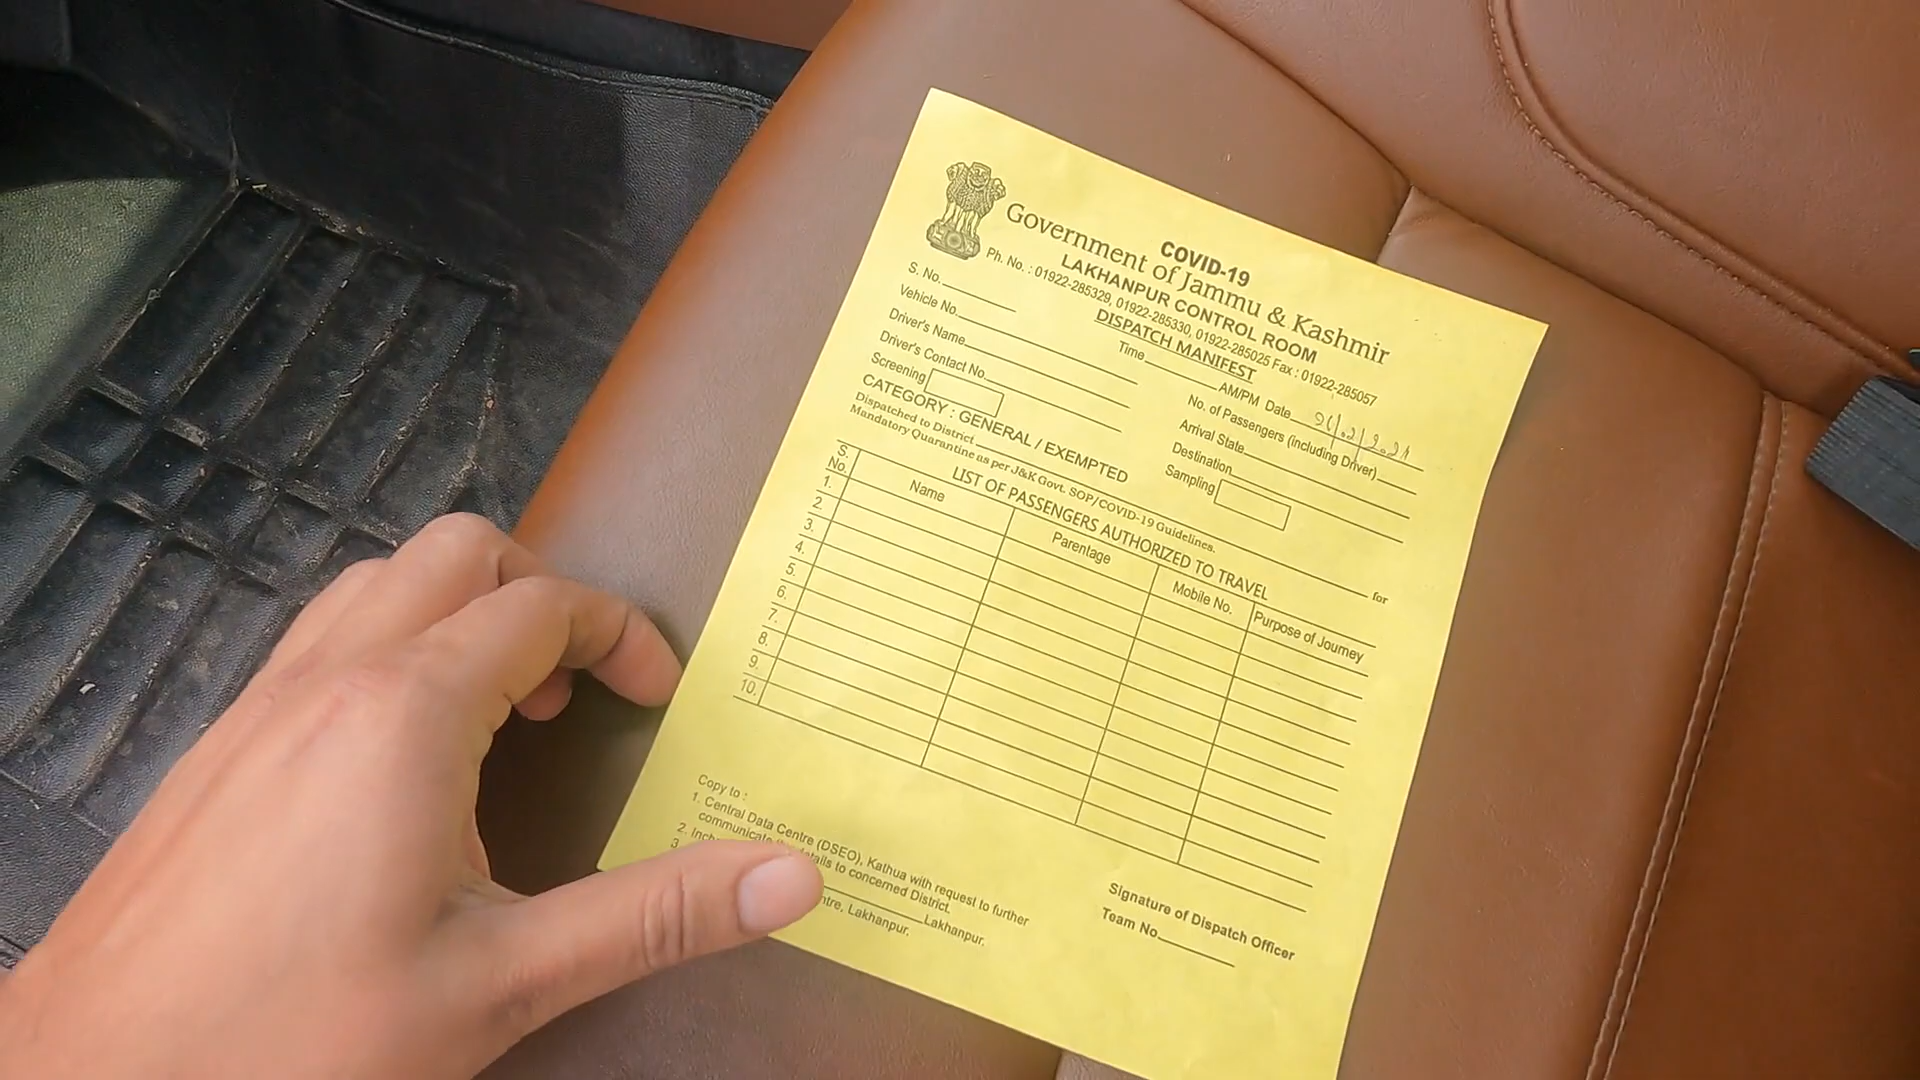 COVID-19
Government of Jammu & Kashmir
LAKHANPUR CONTROL ROOM
Ph. No. : 01922-285329, 01922-285330, 01922-285025 Fax : 01922-285057
DISPATCH MANIFEST
S. No.
Time AM/PM Date
Vehicle No.
No. of Passengers (including Driver)
Driver's Name
Arrival State
Driver's Contact No.
Destination
Screening
Sampling
CATEGORY : GENERAL / EXEMPTED
Dispatched to District for
Mandatory Quarantine as per J&K Govt. SOP/COVID-19 Guidelines.
LIST OF PASSENGERS AUTHORIZED TO TRAVEL
S. No. Name Parentage Mobile No. Purpose of Journey
1.
2.
3.
4.
5.
6.
7.
8.
9.
10.
Copy to :
1. Central Data Centre (DSEO), Kathua with request to further
communicate details to concerned District.
2. Lakhanpur.
3 Lakhanpur.
Signature of Dispatch Officer
Team No.